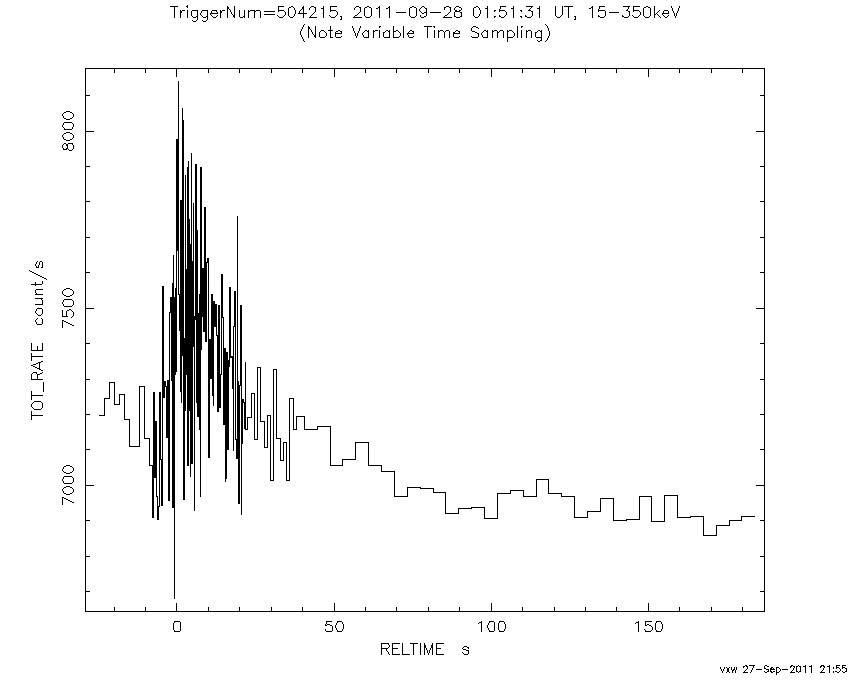 TriggerNum=504215, 2011-09-28 01:51:31 UT, 15-350keV
(Note Variable Time Sampling)
8000
7500
7000
TOT_RATE count/s
0 50 100 150
RELTIME s
vxw 27-Sep-2011 21:55